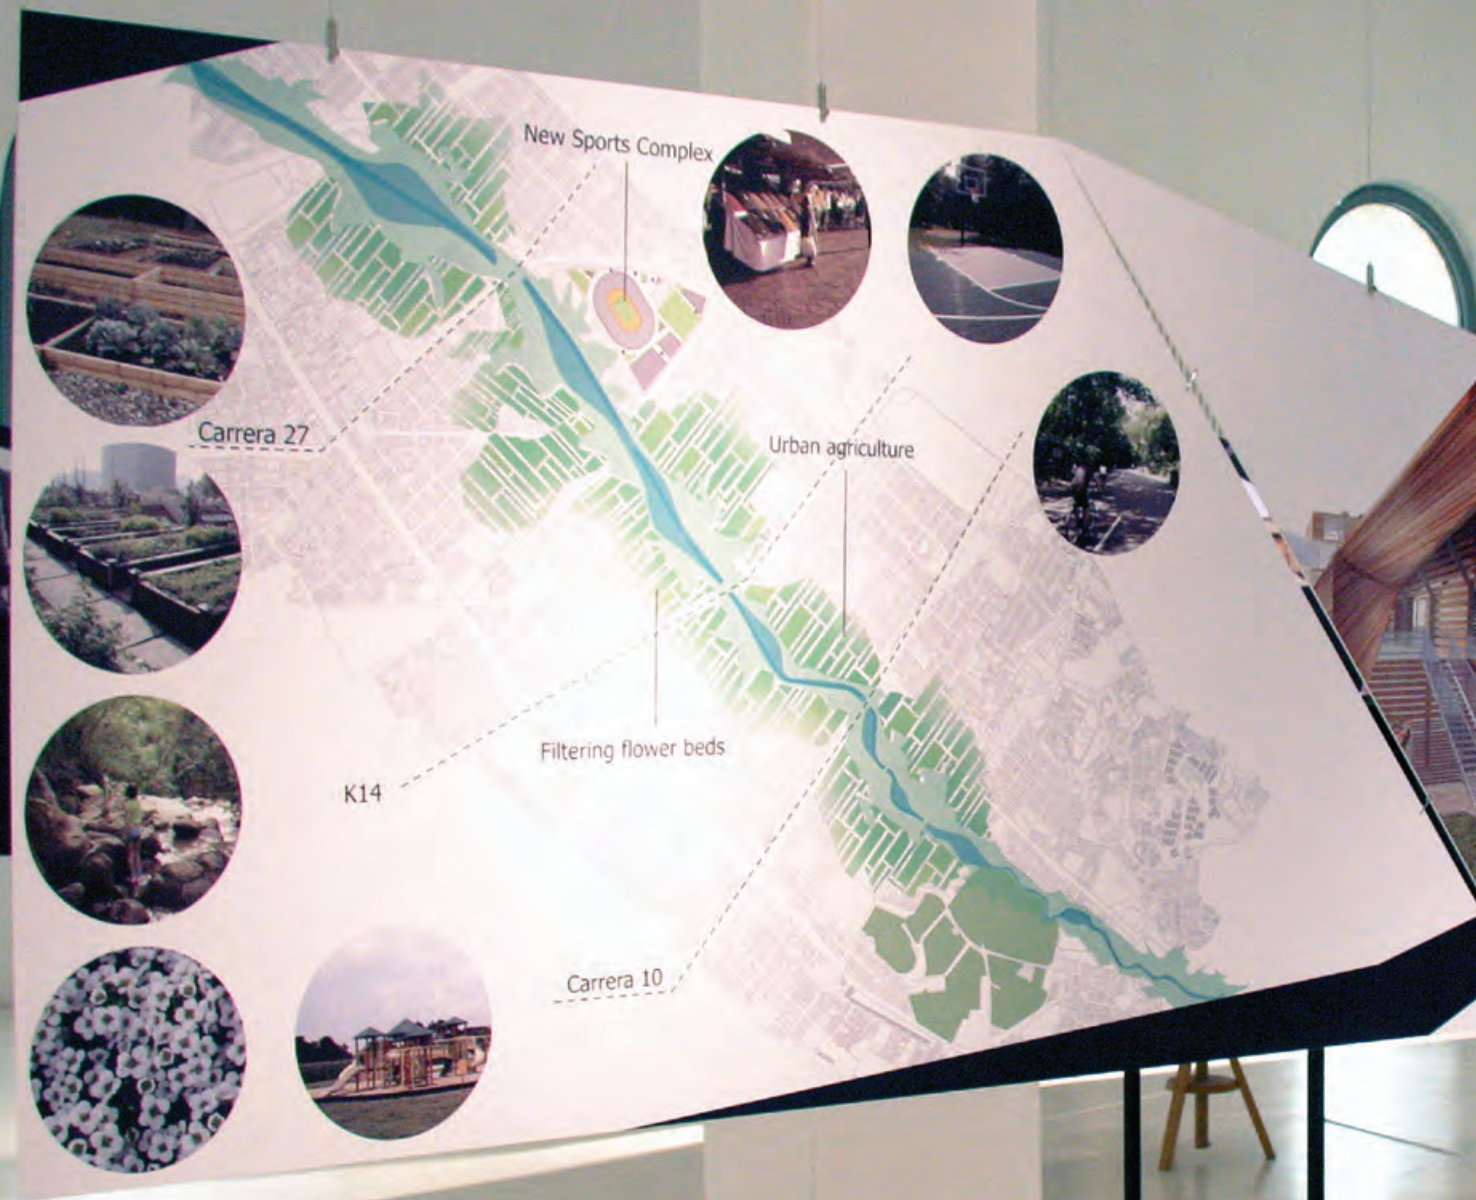 New Sports Complex
Carrera 27
Urban agriculture
Filtering flower beds
K14
Carrera 10